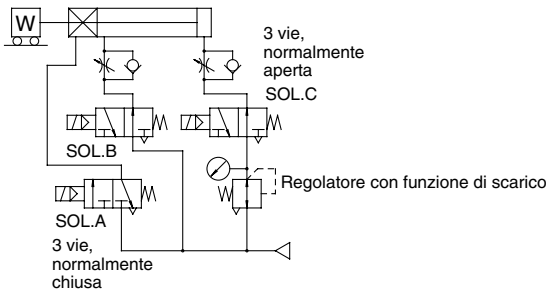 W
3 vie,
normalmente
aperta
SOL.C
SOL.B
Regolatore con funzione di scarico
SOL.A
3 vie,
normalmente
chiusa